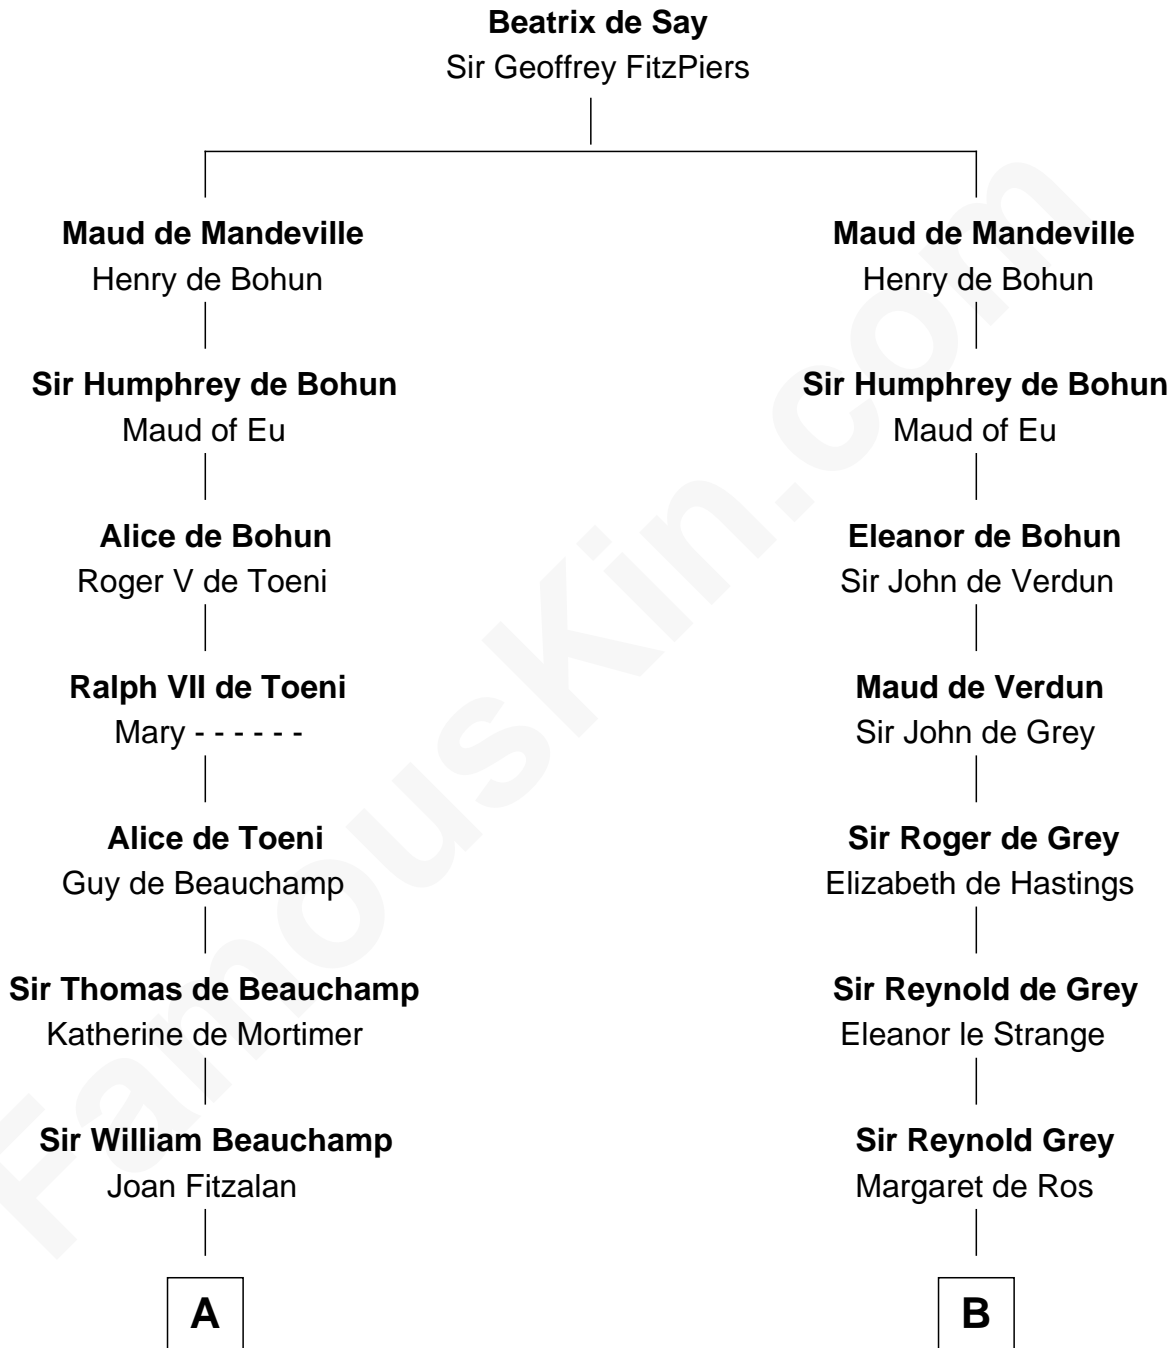 Beatrix de Say
Sir Geoffrey FitzPiers
Maud de Mandeville
Henry de Bohun
Sir Humphrey de Bohun
Maud of Eu
Alice de Bohun
Roger V de Toeni
Ralph VII de Toeni
Mary - - - - - -
Alice de Toeni
Guy de Beauchamp
Sir Thomas de Beauchamp
Katherine de Mortimer
Sir William Beauchamp
Joan Fitzalan
A
Maud de Mandeville
Henry de Bohun
Sir Humphrey de Bohun
Maud of Eu
Eleanor de Bohun
Sir John de Verdun
Maud de Verdun
Sir John de Grey
Sir Roger de Grey
Elizabeth de Hastings
Sir Reynold de Grey
Eleanor le Strange
Sir Reynold Grey
Margaret de Ros
B
FamousKin.com